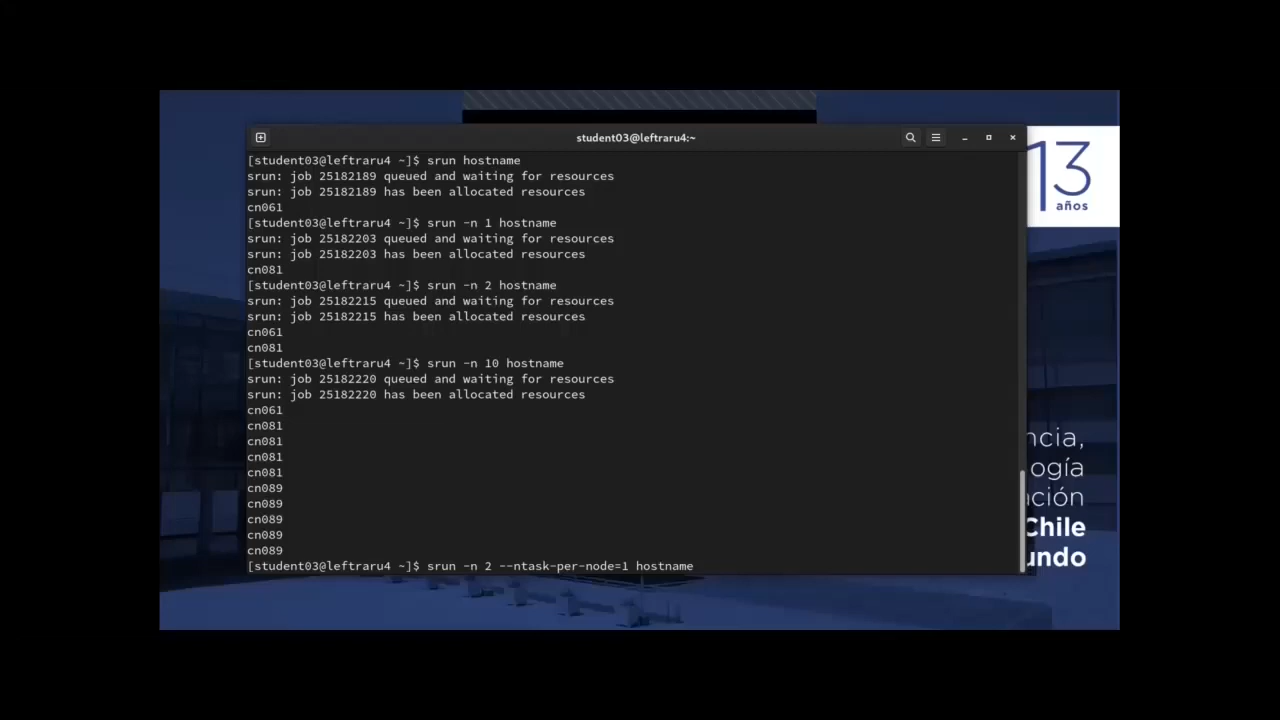 student03@leftraru4:~
[student03@leftraru4 ~]$ srun hostname
srun: job 25182189 queued and waiting for resources
srun: job 25182189 has been allocated resources
cn061
[student03@leftraru4 ~]$ srun -n 1 hostname
srun: job 25182203 queued and waiting for resources
srun: job 25182203 has been allocated resources
cn081
[student03@leftraru4 ~]$ srun -n 2 hostname
srun: job 25182215 queued and waiting for resources
srun: job 25182215 has been allocated resources
cn061
cn081
[student03@leftraru4 ~]$ srun -n 10 hostname
srun: job 25182220 queued and waiting for resources
srun: job 25182220 has been allocated resources
cn061
cn081
cn081
cn081
cn081
cn089
cn089
cn089
cn089
cn089
[student03@leftraru4 ~]$ srun -n 2 --ntask-per-node=1 hostname
13
años
ncia,
ogía
ación
Chile
undo